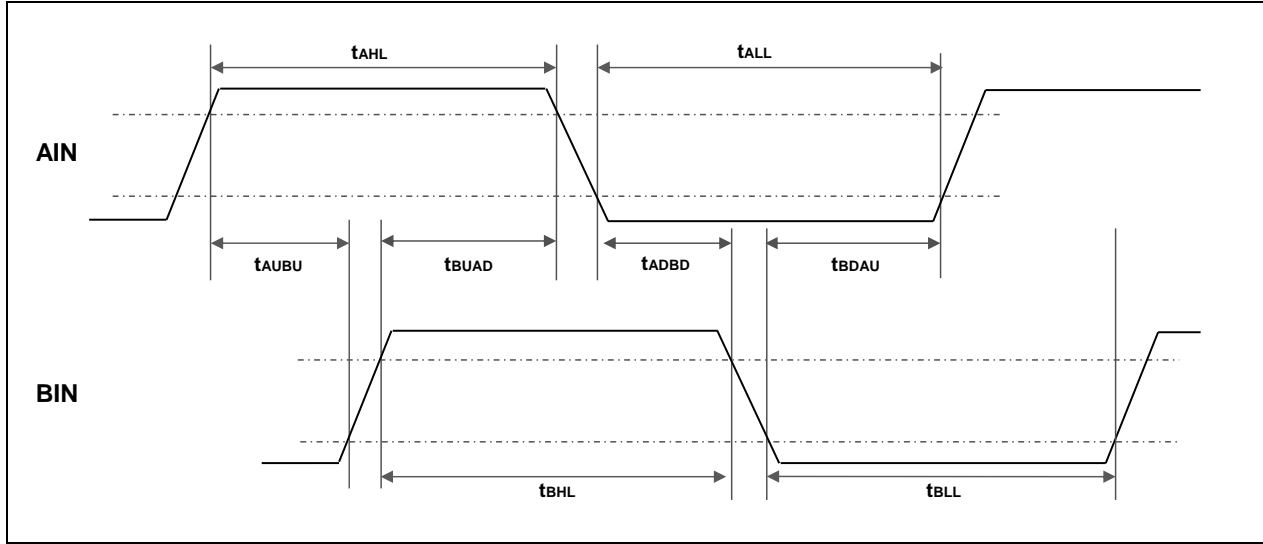 tAHL
tALL
AIN
tAUBU
tBUAD
tADBD
tBDAU
BIN
tBHL
tBLL